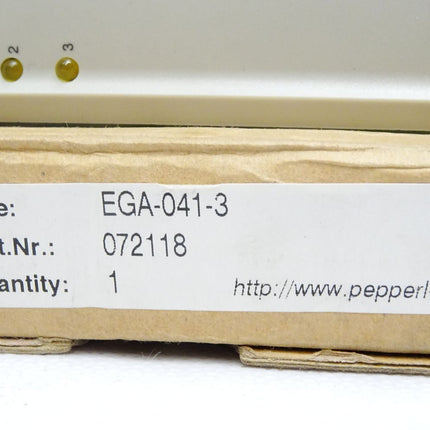 2 3
e: EGA-041-3
t.Nr.: 072118
antity: 1 http://www.pepperl-